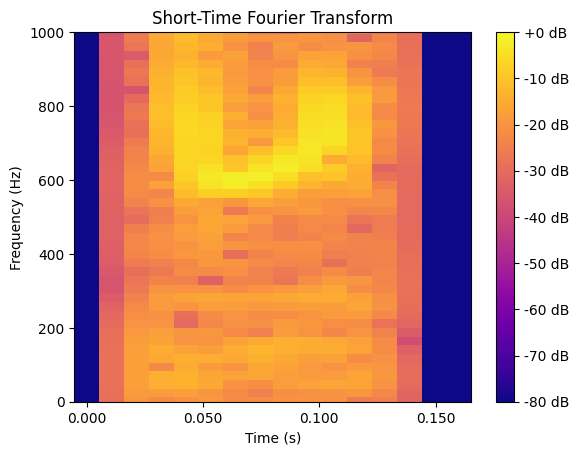 Short-Time Fourier Transform
1000
800
600
400
200
0
Frequency (Hz)
0.000
0.050
0.100
0.150
Time (s)
+0 dB
-10 dB
-20 dB
-30 dB
-40 dB
-50 dB
-60 dB
-70 dB
-80 dB